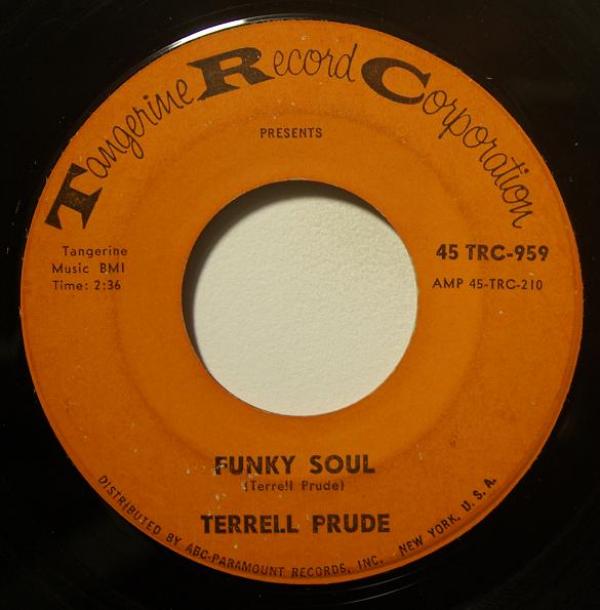 Tangerine Record Corporation
PRESENTS
Tangerine
Music BMI
Time: 2:36
45 TRC-959
AMP 45-TRC-210
FUNKY SOUL
(Terrell Prude)
TERRELL PRUDE
DISTRIBUTED BY ABC-PARAMOUNT RECORDS, INC. NEW YORK, U. S. A.